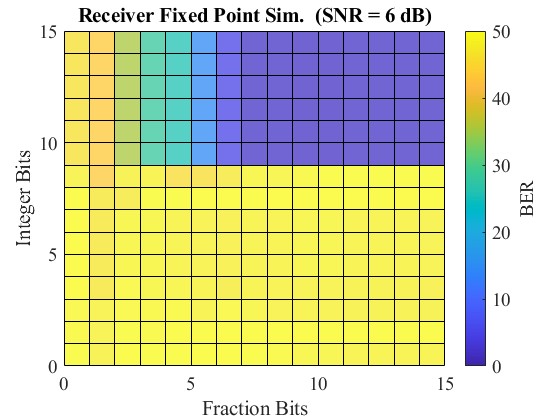 Receiver Fixed Point Sim.  (SNR = 6 dB)
15
10
5
0
Integer Bits
0 5 10 15
Fraction Bits
50
40
30
20
10
0
BER